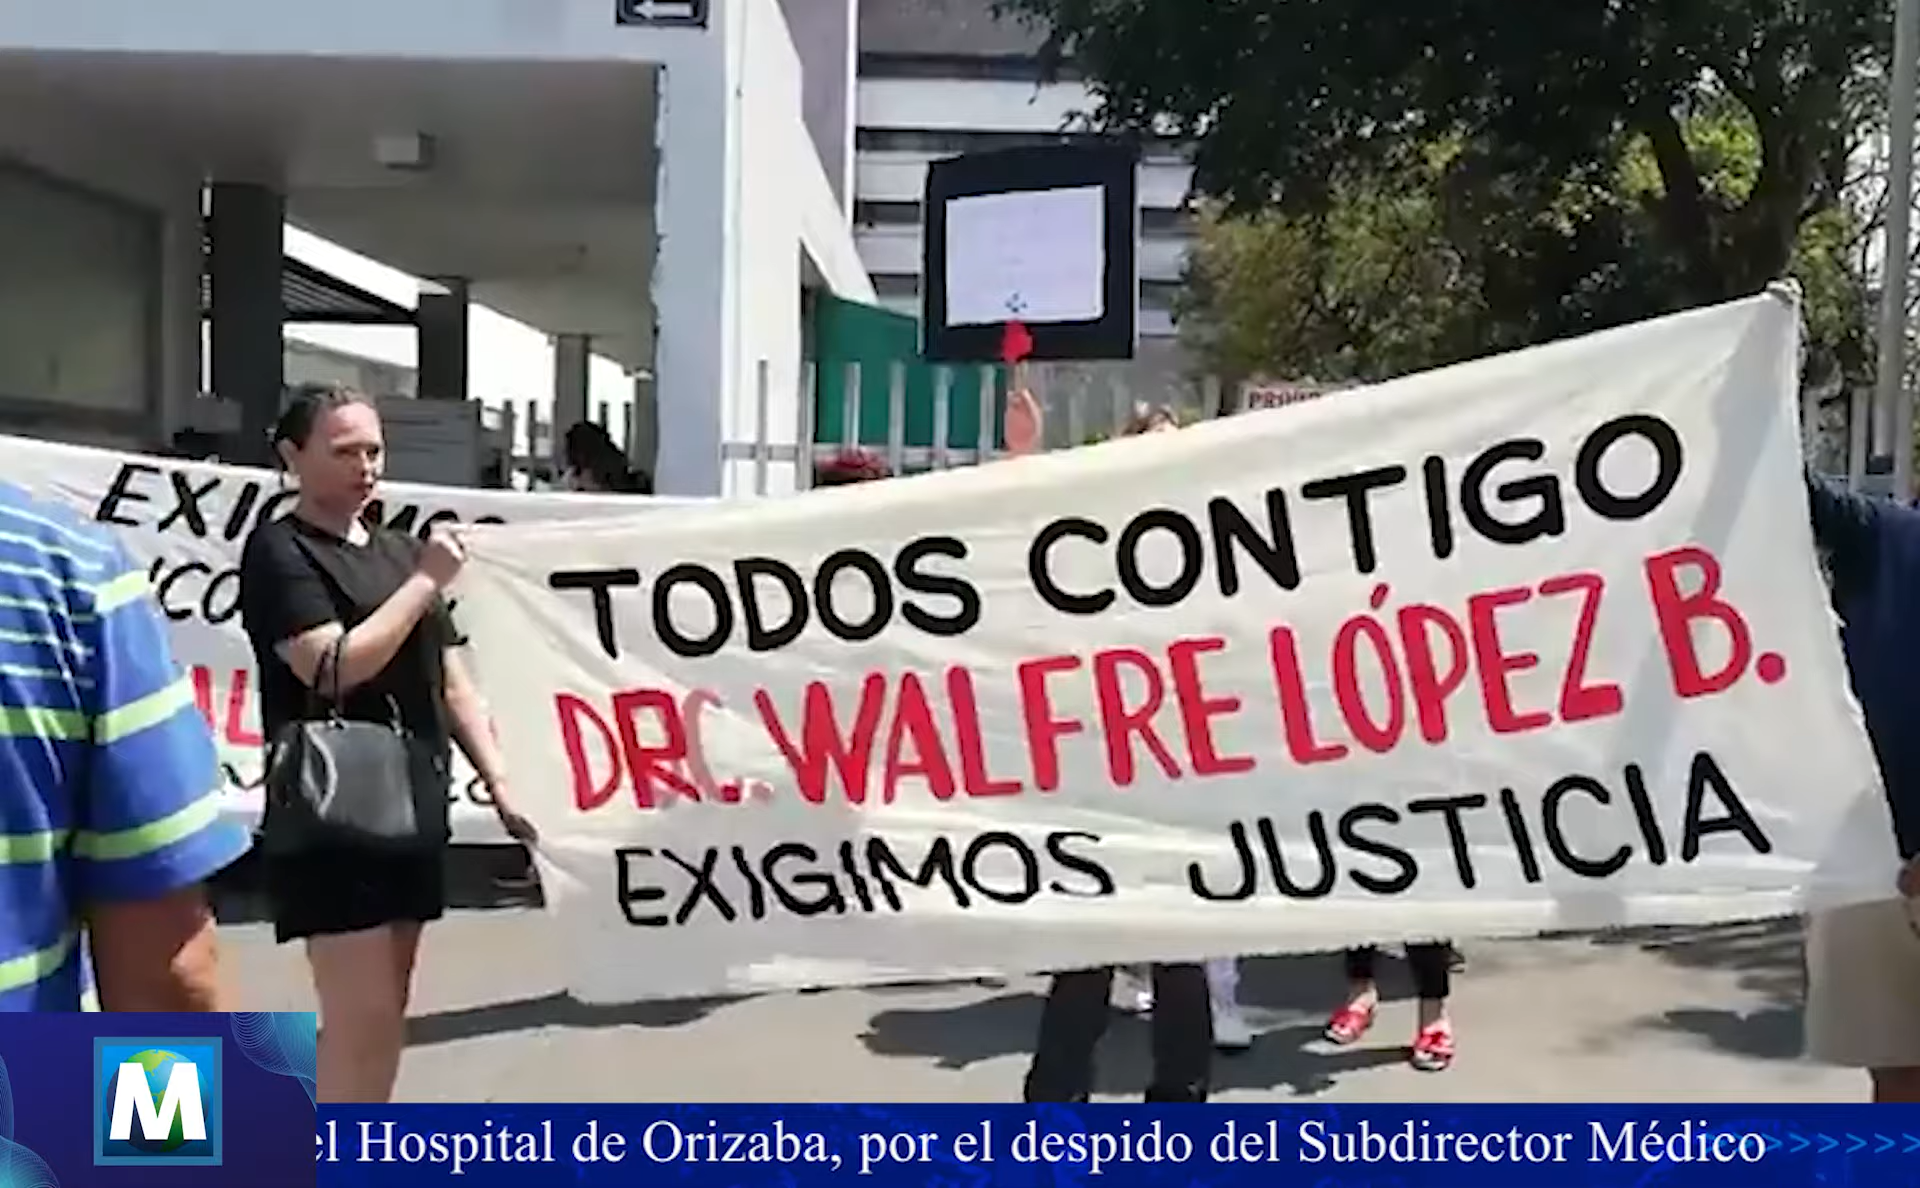 TODOS CONTIGO
DRC. WALFRE LÓPEZ B.
EXIGIMOS JUSTICIA
M
el Hospital de Orizaba, por el despido del Subdirector Médico